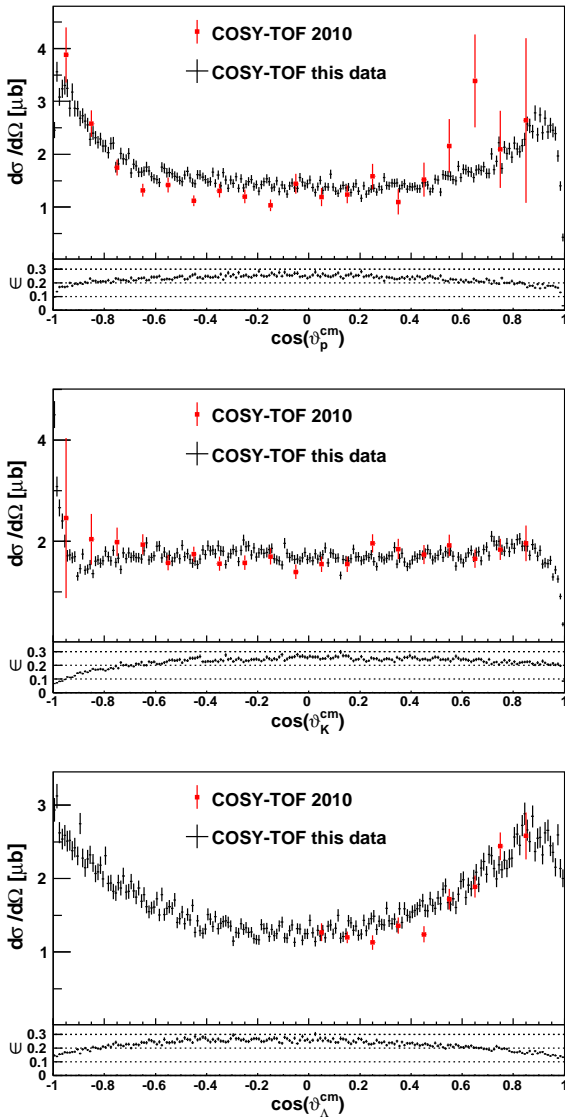 COSY-TOF 2010
COSY-TOF this data
dσ/dΩ [μb]
4
3
2
1
∈
0.3
0.2
0.1
0
-1 -0.8 -0.6 -0.4 -0.2 0 0.2 0.4 0.6 0.8 1
cos(ϑ_p^cm)
COSY-TOF 2010
COSY-TOF this data
dσ/dΩ [μb]
4
2
∈
0.3
0.2
0.1
0
-1 -0.8 -0.6 -0.4 -0.2 0 0.2 0.4 0.6 0.8 1
cos(ϑ_K^cm)
COSY-TOF 2010
COSY-TOF this data
dσ/dΩ [μb]
3
2
1
∈
0.3
0.2
0.1
0
-1 -0.8 -0.6 -0.4 -0.2 0 0.2 0.4 0.6 0.8 1
cos(ϑ_Λ^cm)